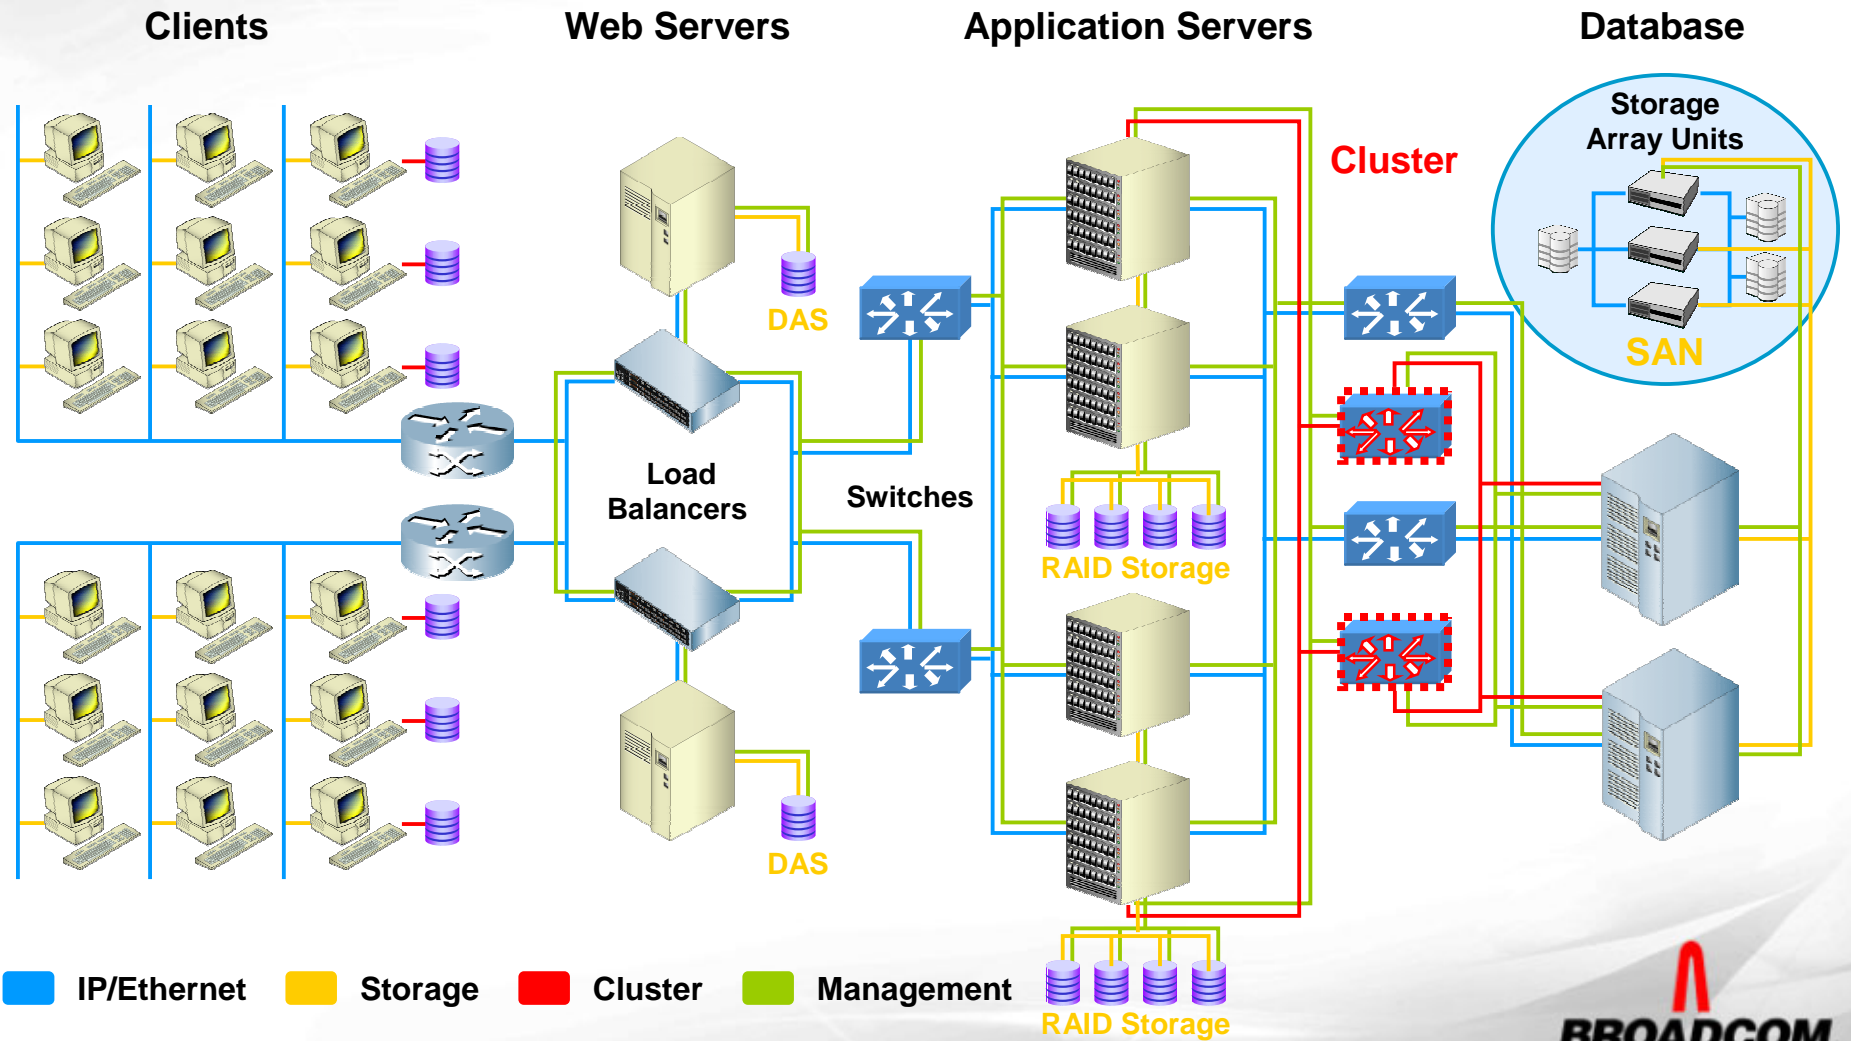 Clients
Web Servers
Application Servers
Database
Storage
Array Units
Cluster
DAS
SAN
Load
Balancers
Switches
RAID Storage
DAS
IP/Ethernet
Storage
Cluster
Management
RAID Storage
BROADCOM